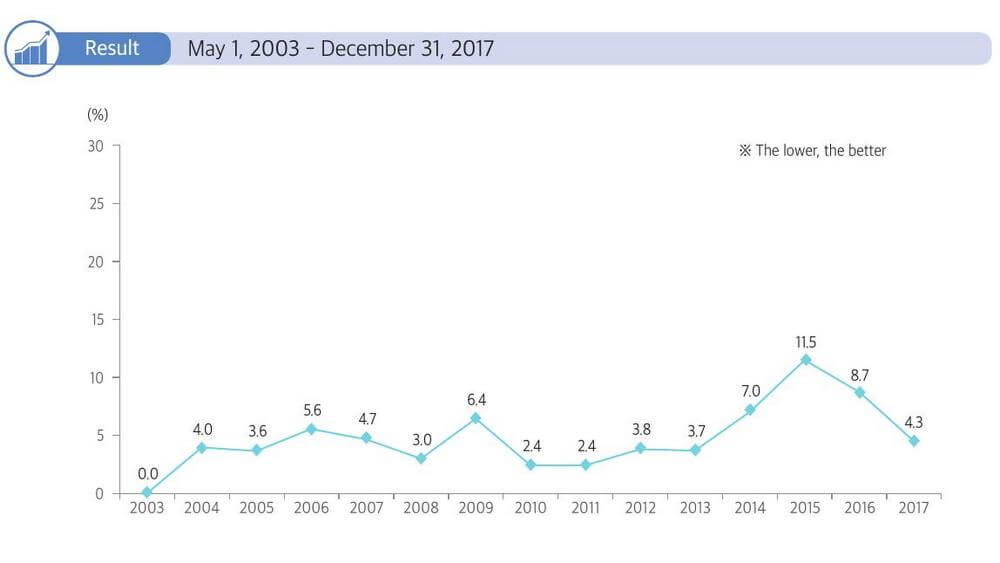 Result May 1, 2003 – December 31, 2017
(%)
30 ※ The lower, the better
25
20
15
11.5
10 8.7
7.0
6.4
5.6
5 4.0 3.6 4.7 3.0 2.4 2.4 3.8 3.7 4.3
0.0
0
2003 2004 2005 2006 2007 2008 2009 2010 2011 2012 2013 2014 2015 2016 2017